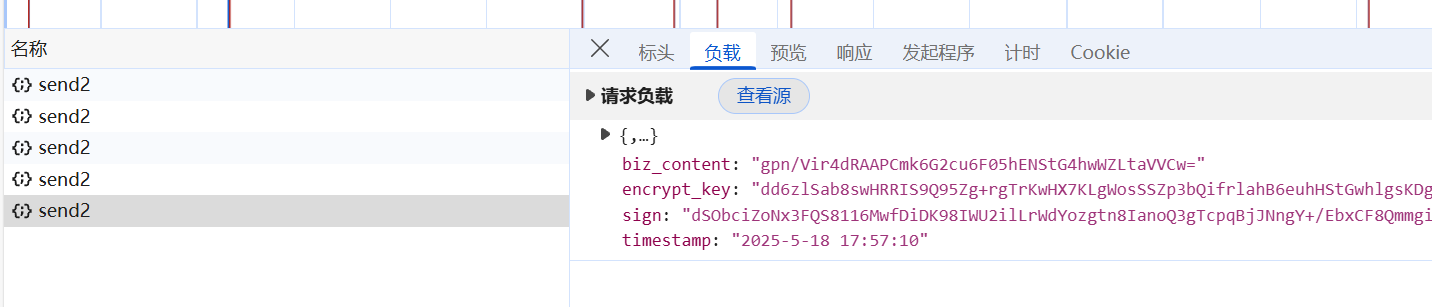 名称
send2
send2
send2
send2
send2
标头 负载 预览 响应 发起程序 计时 Cookie
请求负载 查看源
{,…}
biz_content: "gpn/Vir4dRAAPCmk6G2cu6F05hENStG4hwWZLtaVVCw="
encrypt_key: "dd6zlSab8swHRRIS9Q95Zg+rgTrKwHX7KLgWosSSZp3bQifrlahB6euhHStGwhlgsKDg
sign: "dSObciZoNx3FQS8116MwfDiDK98IWU2ilLrWdYozgtn8IanoQ3gTcpqBjJNngY+/EbxCF8Qmmgi
timestamp: "2025-5-18 17:57:10"